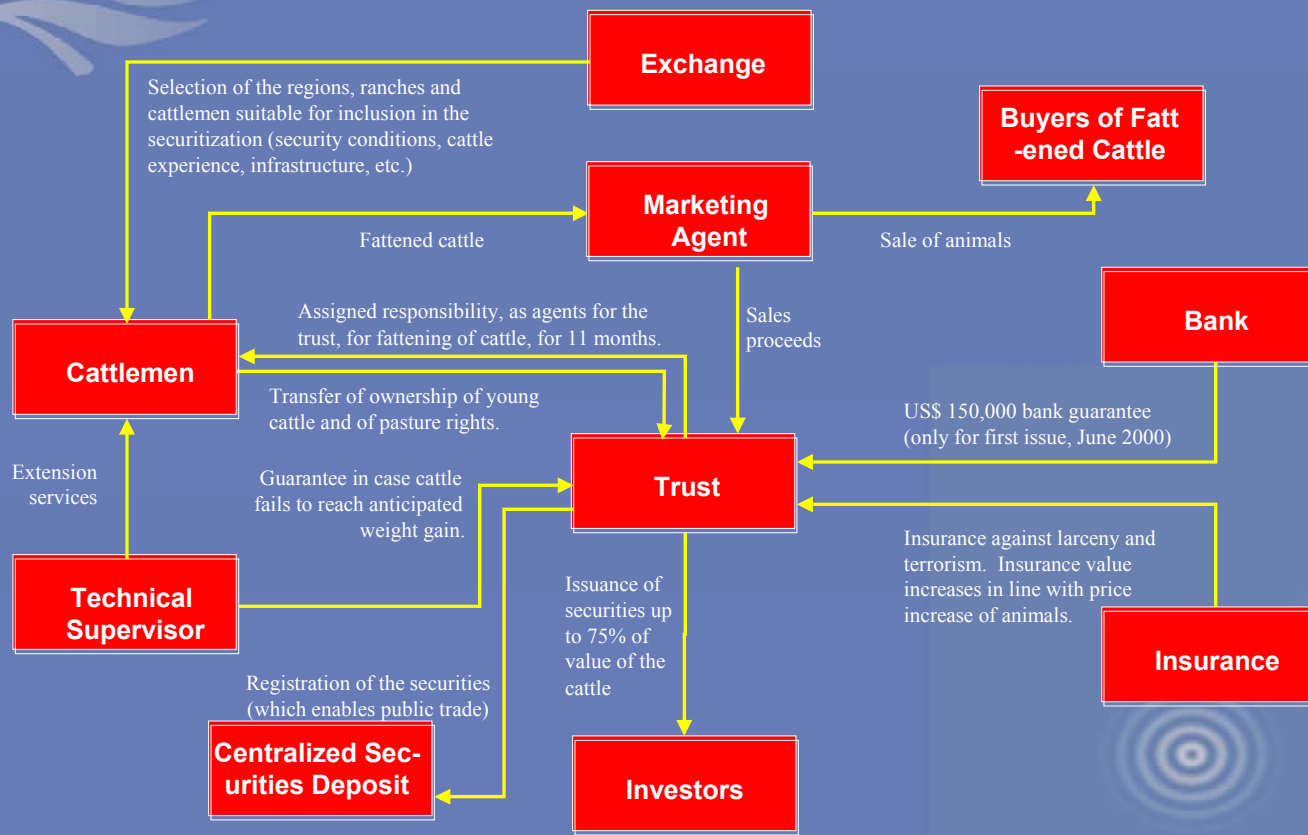 Exchange
Selection of the regions, ranches and
cattlemen suitable for inclusion in the
securitization (security conditions, cattle
experience, infrastructure, etc.)
Buyers of Fatt
-ened Cattle
Marketing
Agent
Fattened cattle
Sale of animals
Assigned responsibility, as agents for the
trust, for fattening of cattle, for 11 months.
Sales
proceeds
Bank
Cattlemen
Transfer of ownership of young
cattle and of pasture rights.
US$ 150,000 bank guarantee
(only for first issue, June 2000)
Extension
services
Guarantee in case cattle
fails to reach anticipated
weight gain.
Trust
Insurance against larceny and
terrorism. Insurance value
increases in line with price
increase of animals.
Technical
Supervisor
Issuance of
securities up
to 75% of
value of the
cattle
Insurance
Registration of the securities
(which enables public trade)
Centralized Sec-
urities Deposit
Investors